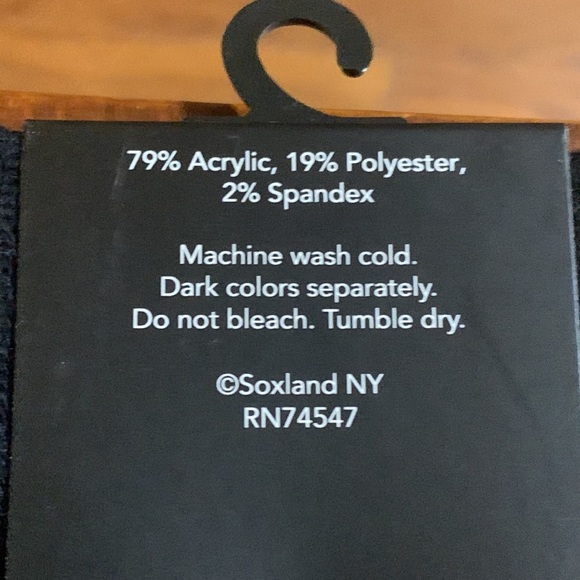 79% Acrylic, 19% Polyester,
2% Spandex
Machine wash cold.
Dark colors separately.
Do not bleach. Tumble dry.
©Soxland NY
RN74547